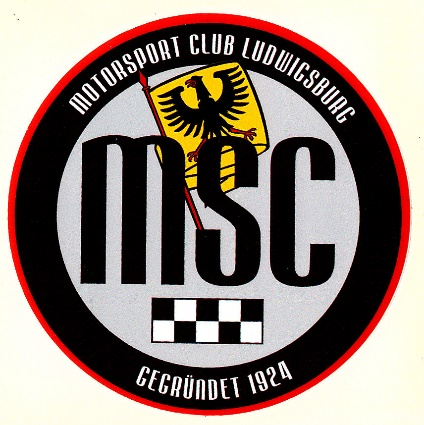 MOTORSPORT CLUB LUDWIGSBURG
MSC
GEGRÜNDET 1924